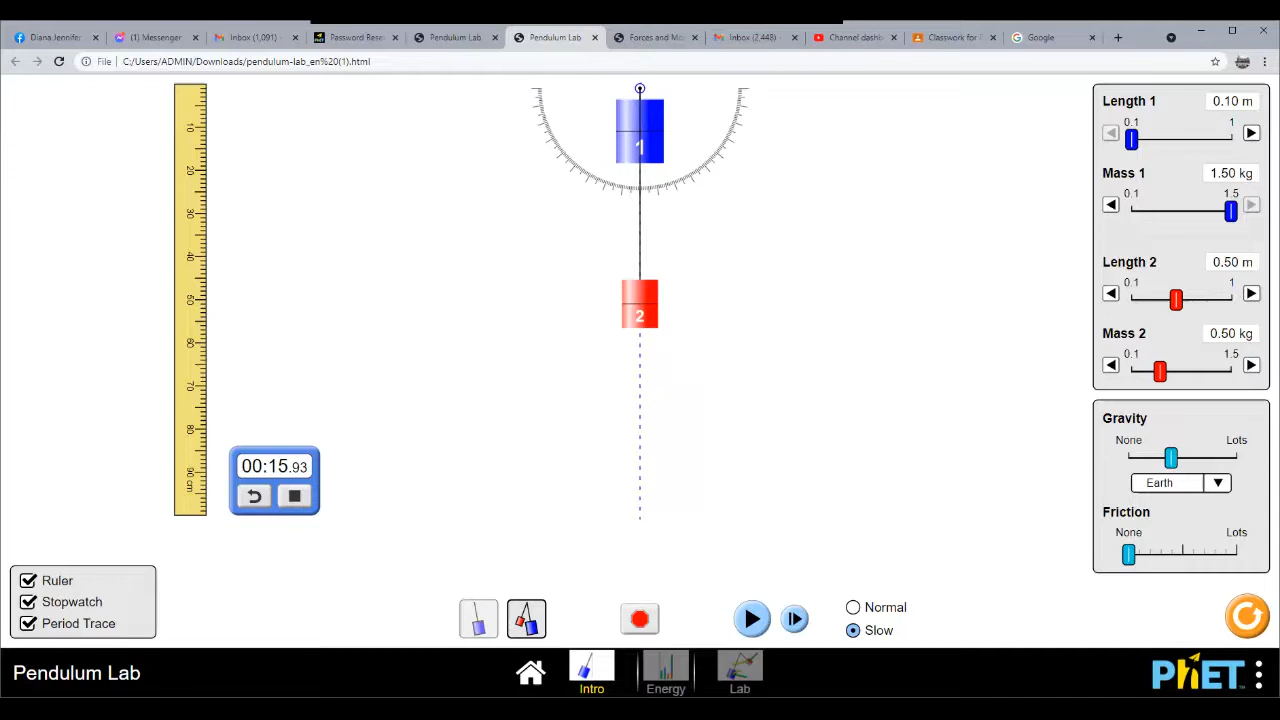 Diana Jennifer
(1) Messenger
Inbox (1,091)
Password Rese
Pendulum Lab
Pendulum Lab
Forces and Mo
Inbox (2,448)
Channel dashb
Classwork for
Google
File C:/Users/ADMIN/Downloads/pendulum-lab_en%20(1).html
10
20
30
40
50
60
70
80
90 cm
1
2
00:15.93
Length 1 0.10 m
0.1 1
Mass 1 1.50 kg
0.1 1.5
Length 2 0.50 m
0.1 1
Mass 2 0.50 kg
0.1 1.5
Gravity
None Lots
Earth
Friction
None Lots
Ruler
Stopwatch
Period Trace
Normal
Slow
Pendulum Lab
Intro
Energy
Lab
PhET